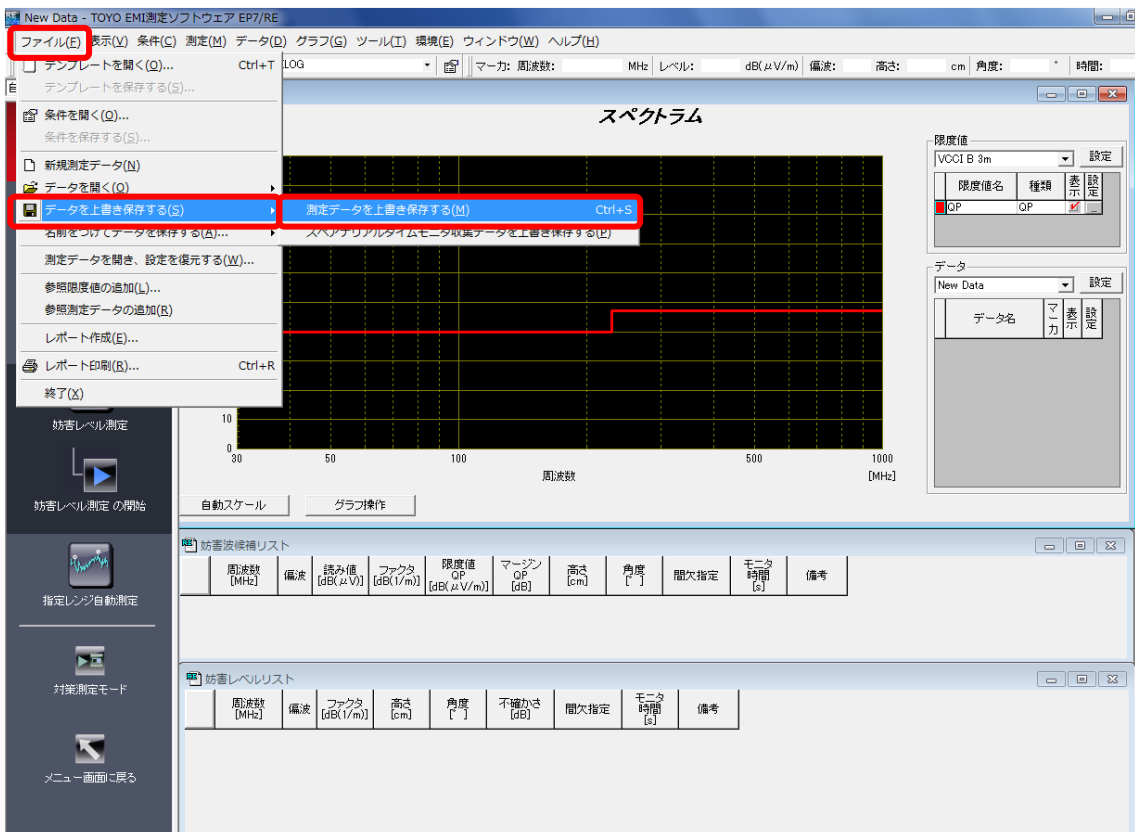 New Data - TOYO EMI測定ソフトウェア EP7/RE
ファイル(F) 表示(V) 条件(C) 測定(M) データ(D) グラフ(G) ツール(T) 環境(E) ウィンドウ(W) ヘルプ(H)
テンプレートを開く(O)... Ctrl+T
LOG
マーカ: 周波数: MHz レベル: dB(μV/m) 偏波: 高さ: cm 角度: ° 時間:
テンプレートを保存する(S)...
条件を開く(O)...
条件を保存する(S)...
新規測定データ(N)
データを開く(O)
データを上書き保存する(S)
測定データを上書き保存する(M) Ctrl+S
名前をつけてデータを保存する(A)...
スペアナリアルタイムモニタ収集データを上書き保存する(P)
測定データを開き、設定を復元する(W)...
参照限度値の追加(L)...
参照測定データの追加(R)
レポート作成(E)...
レポート印刷(R)... Ctrl+R
終了(X)
スペクトラム
10
0
30 50 100 500 1000
周波数 [MHz]
自動スケール グラフ操作
限度値
VCCI B 3m 設定
限度値名 種類 表示 設定
QP QP ...
データ
New Data 設定
データ名 マーカ 表示 設定
妨害レベル測定
妨害レベル測定 の開始
指定レンジ自動測定
対策測定モード
メニュー画面に戻る
妨害波候補リスト
周波数 [MHz] 偏波 読み値 [dB(μV)] ファクタ [dB(1/m)] 限度値 QP [dB(μV/m)] マージン QP [dB] 高さ [cm] 角度 [°] 間欠指定 モニタ時間 [s] 備考
妨害レベルリスト
周波数 [MHz] 偏波 ファクタ [dB(1/m)] 高さ [cm] 角度 [°] 不確かさ [dB] 間欠指定 モニタ時間 [s] 備考